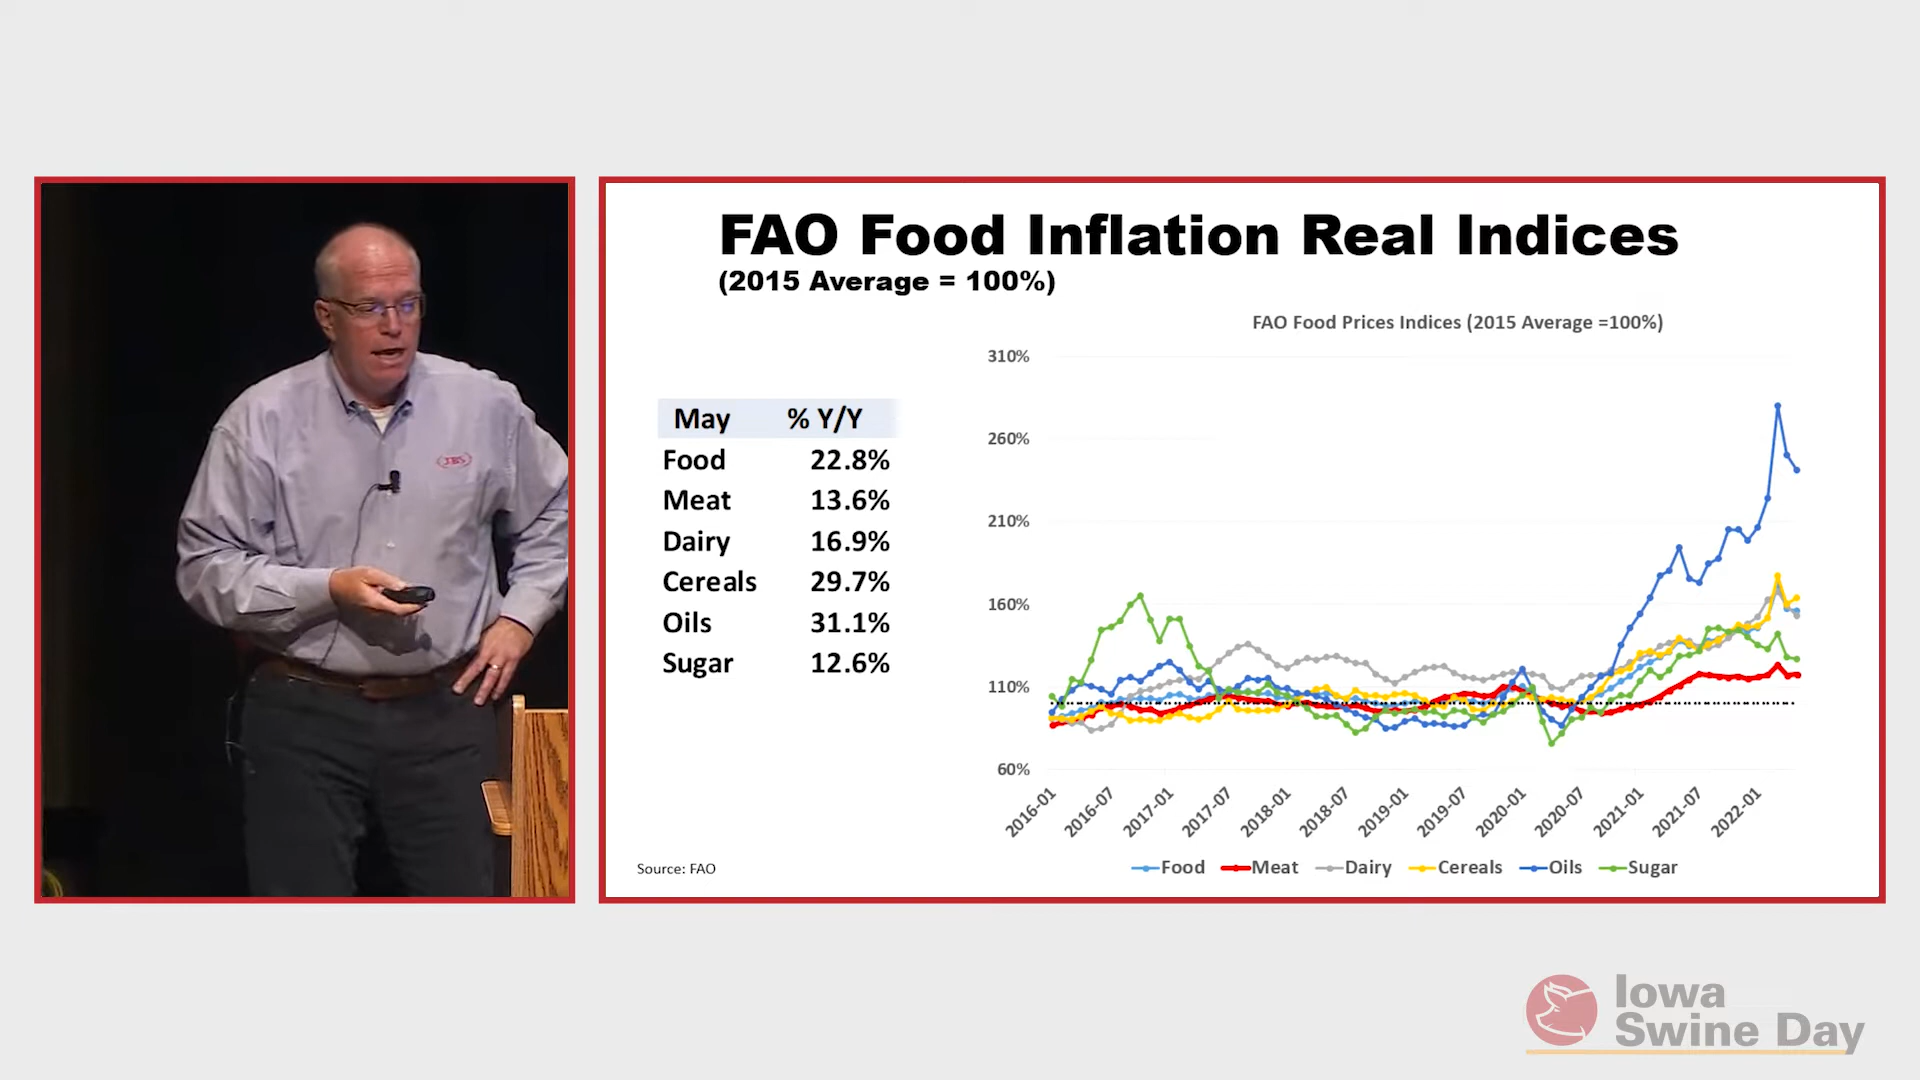 JBS
FAO Food Inflation Real Indices
(2015 Average = 100%)
May % Y/Y
Food 22.8%
Meat 13.6%
Dairy 16.9%
Cereals 29.7%
Oils 31.1%
Sugar 12.6%
Source: FAO
FAO Food Prices Indices (2015 Average =100%)
310%
260%
210%
160%
110%
60%
2016-01 2016-07 2017-01 2017-07 2018-01 2018-07 2019-01 2019-07 2020-01 2020-07 2021-01 2021-07 2022-01
Food Meat Dairy Cereals Oils Sugar
Iowa
Swine Day